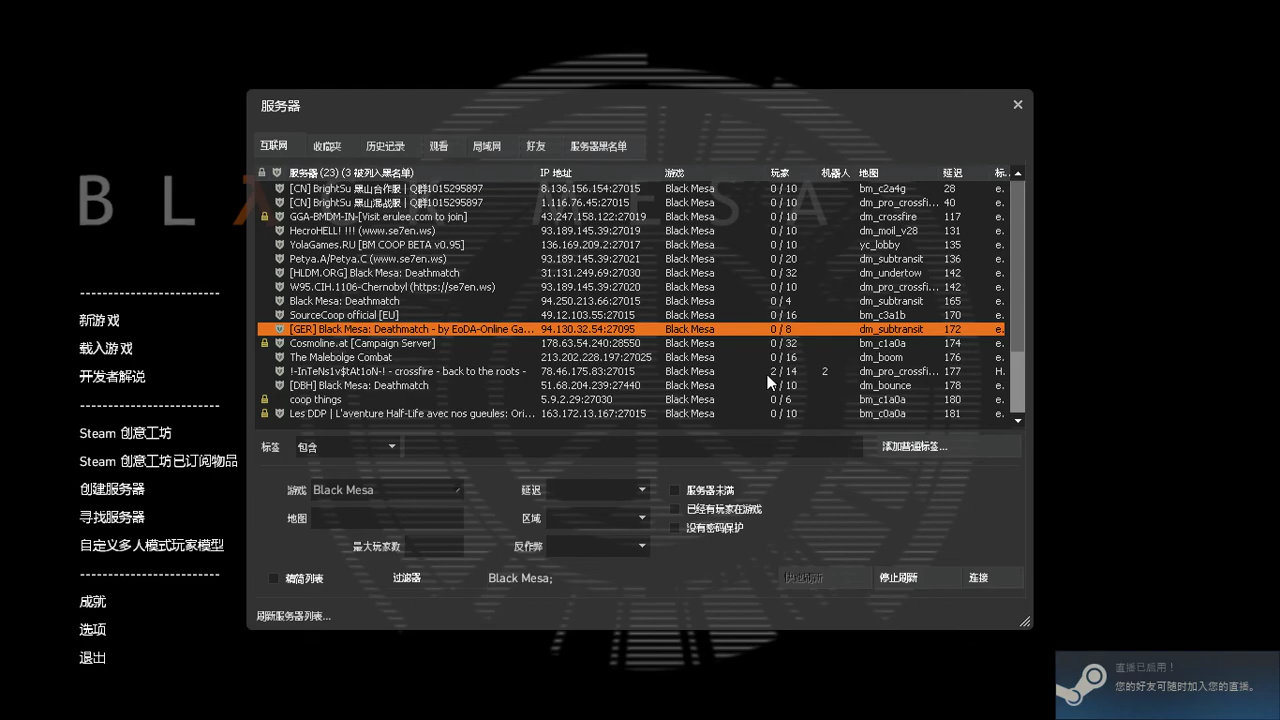 BLACK MESA
服务器
互联网 收藏夹 历史记录 观看 局域网 好友 服务器黑名单
服务器 (23) (3 被列入黑名单) IP 地址 游戏 玩家 机器人 地图 延迟 标..
[CN] BrightSu 黑山合作服 | Q群1015295897 8.136.156.154:27015 Black Mesa 0 / 10 bm_c2a4g 28 e.
[CN] BrightSu 黑山混战服 | Q群1015295897 1.116.76.45:27015 Black Mesa 0 / 10 dm_pro_crossfi... 40 e.
GGA-BMDM-IN-[Visit erulee.com to join] 43.247.158.122:27019 Black Mesa 0 / 10 dm_crossfire 117 e.
HecroHELL! !!! (www.se7en.ws) 93.189.145.39:27019 Black Mesa 0 / 10 dm_moil_v28 131 e.
YolaGames.RU [BM COOP BETA v0.95] 136.169.209.2:27017 Black Mesa 0 / 10 yc_lobby 135 e.
Petya.A/Petya.C (www.se7en.ws) 93.189.145.39:27021 Black Mesa 0 / 20 dm_subtransit 136 e.
[HLDM.ORG] Black Mesa: Deathmatch 31.131.249.69:27030 Black Mesa 0 / 32 dm_undertow 142 e.
W95.CIH.1106-Chernobyl (https://se7en.ws) 93.189.145.39:27020 Black Mesa 0 / 10 dm_pro_crossfi... 142 e.
Black Mesa: Deathmatch 94.250.213.66:27015 Black Mesa 0 / 4 dm_subtransit 165 e.
SourceCoop official [EU] 49.12.103.55:27015 Black Mesa 0 / 16 bm_c3a1b 170 e.
[GER] Black Mesa: Deathmatch - by EoDA-Online Ga... 94.130.32.54:27095 Black Mesa 0 / 8 dm_subtransit 172 e.
Cosmoline.at [Campaign Server] 178.63.54.240:28550 Black Mesa 0 / 32 bm_c1a0a 174 e.
The Malebolge Combat 213.202.228.197:27025 Black Mesa 0 / 16 dm_boom 176 e.
!-InTeNs1v$tAt1oN-! - crossfire - back to the roots - 78.46.175.83:27015 Black Mesa 2 / 14 2 dm_pro_crossfi... 177 H.
[DBH] Black Mesa: Deathmatch 51.68.204.239:27440 Black Mesa / 10 dm_bounce 178 e.
coop things 5.9.2.29:27030 Black Mesa 0 / 6 bm_c1a0a 180 e.
Les DDP | L'aventure Half-Life avec nos gueules: Ori... 163.172.13.167:27015 Black Mesa 0 / 10 bm_c0a0a 181 e.
标签 包含 添加普通标签...
游戏 Black Mesa 延迟 服务器未满
已经有玩家在游戏
地图 区域 没有密码保护
最大玩家数 反作弊
精简列表 过滤器 Black Mesa; 快速刷新 停止刷新 连接
刷新服务器列表...
新游戏
载入游戏
开发者解说
Steam 创意工坊
Steam 创意工坊已订阅物品
创建服务器
寻找服务器
自定义多人模式玩家模型
成就
选项
退出
直播已启用！
您的好友可随时加入您的直播。